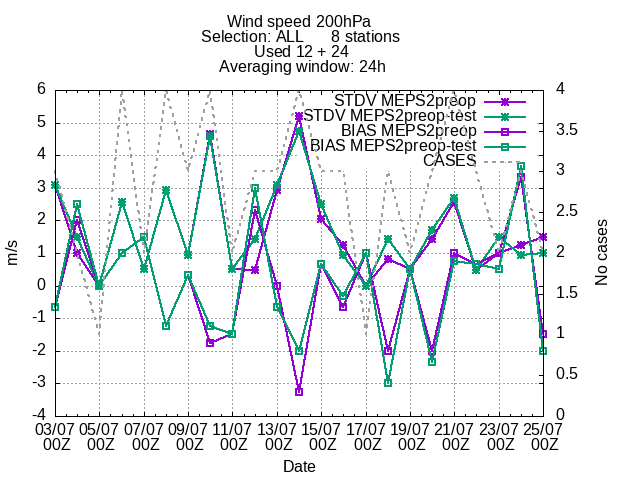 Wind speed 200hPa
Selection: ALL 8 stations
Used 12 + 24
Averaging window: 24h
STDV MEPS2preop
STDV MEPS2preop-test
BIAS MEPS2preop
BIAS MEPS2preop-test
CASES
6
5
4
3
2
1
0
-1
-2
-3
-4
m/s
4
3.5
3
2.5
2
1.5
1
0.5
0
No cases
03/07 05/07 07/07 09/07 11/07 13/07 15/07 17/07 19/07 21/07 23/07 25/07
00Z 00Z 00Z 00Z 00Z 00Z 00Z 00Z 00Z 00Z 00Z 00Z
Date